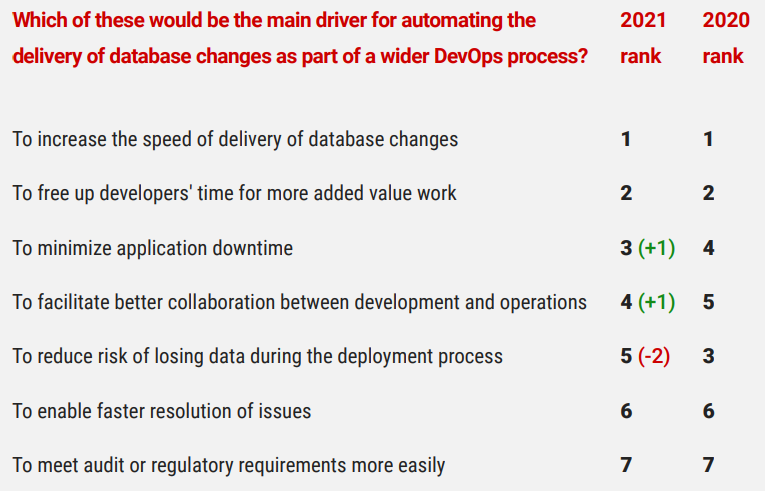 Which of these would be the main driver for automating the 2021 2020
delivery of database changes as part of a wider DevOps process? rank rank
To increase the speed of delivery of database changes 1 1
To free up developers' time for more added value work 2 2
To minimize application downtime 3 (+1) 4
To facilitate better collaboration between development and operations 4 (+1) 5
To reduce risk of losing data during the deployment process 5 (-2) 3
To enable faster resolution of issues 6 6
To meet audit or regulatory requirements more easily 7 7